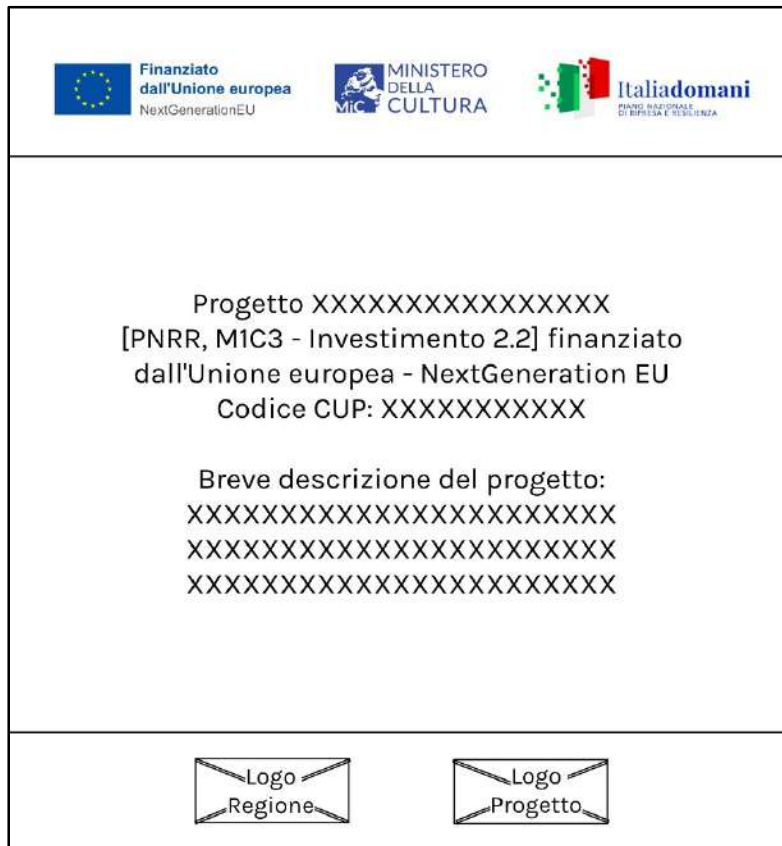 Finanziato
dall'Unione europea
NextGenerationEU
MiC
MINISTERO
DELLA
CULTURA
Italiadomani
PIANO NAZIONALE
DI RIPRESA E RESILIENZA
Progetto XXXXXXXXXXXXXXXX
[PNRR, M1C3 - Investimento 2.2] finanziato
dall'Unione europea - NextGeneration EU
Codice CUP: XXXXXXXXXXX
Breve descrizione del progetto:
XXXXXXXXXXXXXXXXXXXXXXX
XXXXXXXXXXXXXXXXXXXXXXX
XXXXXXXXXXXXXXXXXXXXXXX
Logo
Regione
Logo
Progetto